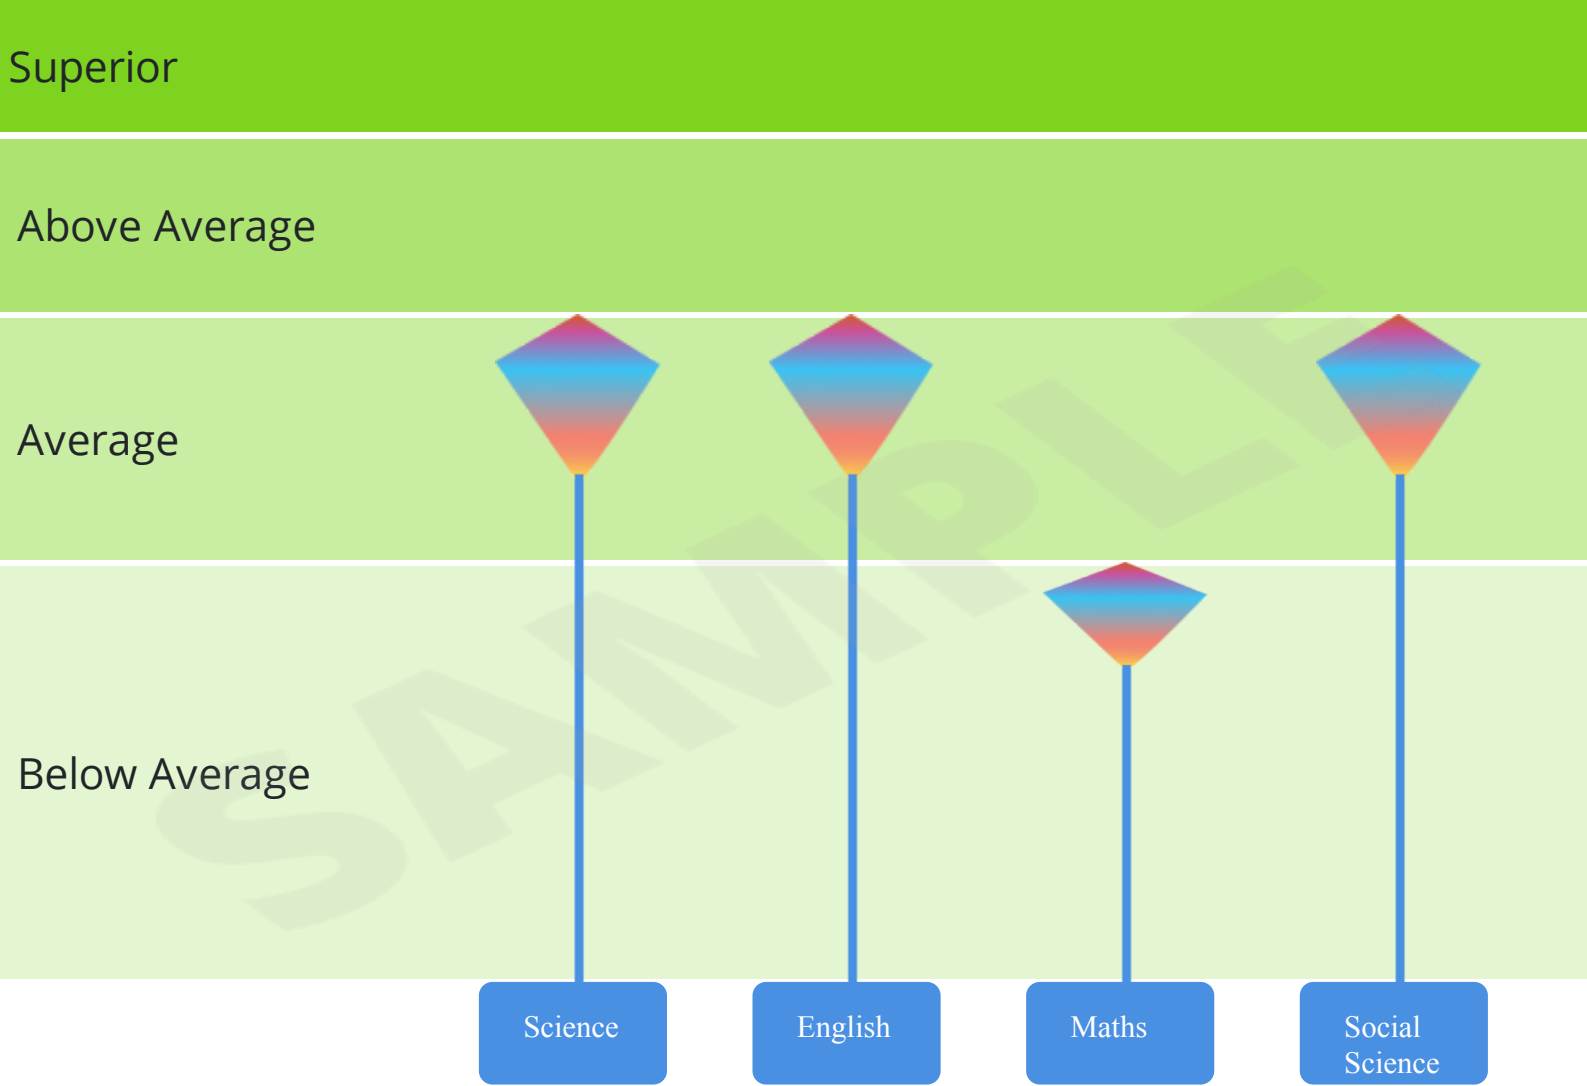 Superior
Above Average
Average
Below Average
SAMPLE
Science
English
Maths
Social
Science